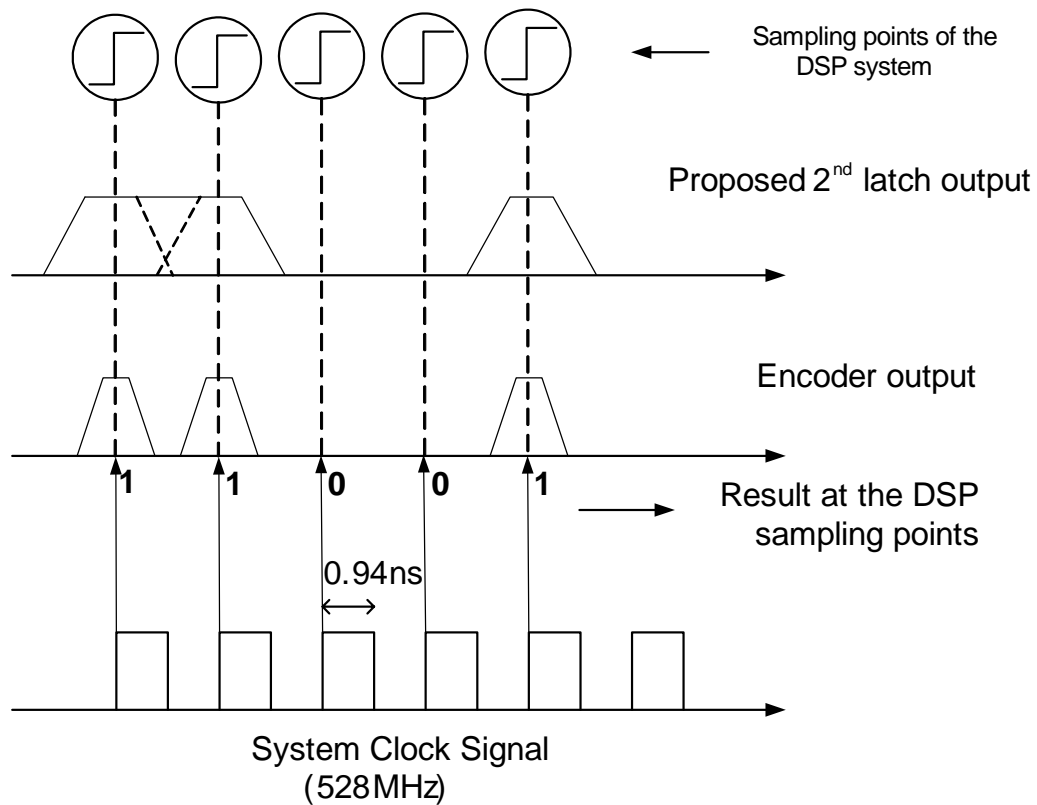 Sampling points of the
DSP system
Proposed 2nd latch output
Encoder output
1 1 0 0 1
Result at the DSP
sampling points
0.94ns
System Clock Signal
(528MHz)